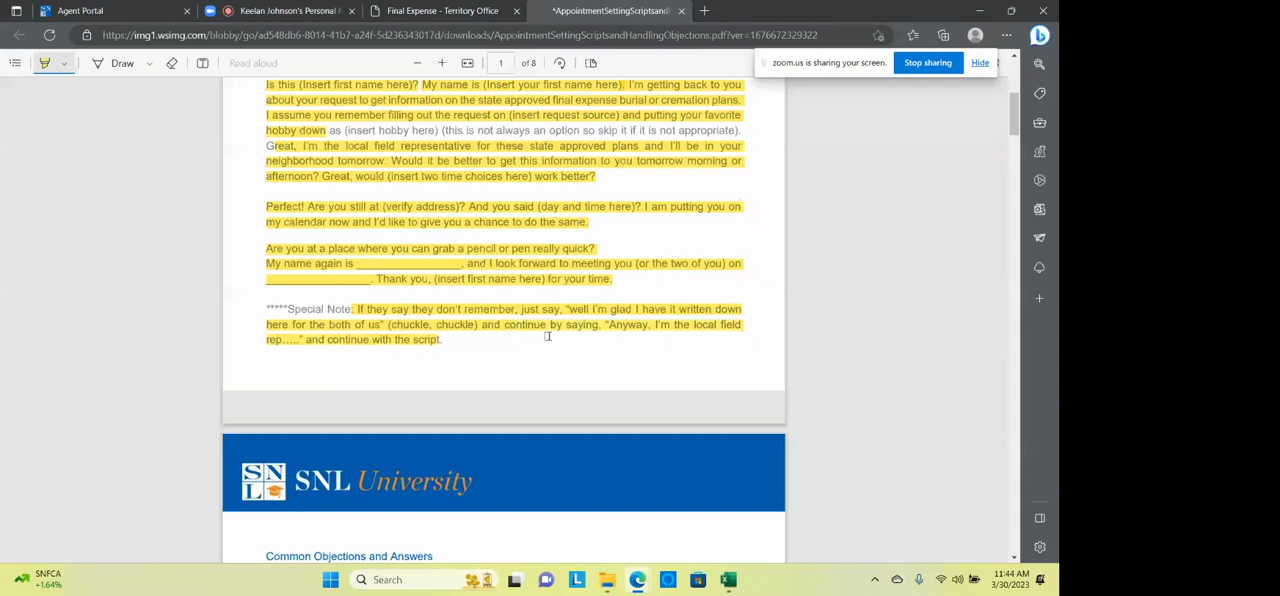 Agent Portal
Keelan Johnson's Personal
Final Expense - Territory Office
*AppointmentSettingScriptsand
https://img1.wsimg.com/blobby/go/ad548db6-8014-41b7-a24f-5d236343017d/downloads/AppointmentSettingScriptsandHandlingObjections.pdf?ver=1676672329322
Draw
Read aloud
1 of 8
zoom.us is sharing your screen.
Stop sharing
Hide
Is this (Insert first name here)? My name is (Insert your first name here), I'm getting back to you
about your request to get information on the state approved final expense burial or cremation plans.
I assume you remember filling out the request on (insert request source) and putting your favorite
hobby down as (insert hobby here) (this is not always an option so skip it if it is not appropriate).
Great, I'm the local field representative for these state approved plans and I'll be in your
neighborhood tomorrow. Would it be better to get this information to you tomorrow morning or
afternoon? Great, would (insert two time choices here) work better?
Perfect! Are you still at (verify address)? And you said (day and time here)? I am putting you on
my calendar now and I'd like to give you a chance to do the same.
Are you at a place where you can grab a pencil or pen really quick?
My name again is ____________________, and I look forward to meeting you (or the two of you) on
____________________. Thank you, (insert first name here) for your time.
*****Special Note: If they say they don't remember, just say, “well I'm glad I have it written down
here for the both of us” (chuckle, chuckle) and continue by saying, “Anyway, I'm the local field
rep…..” and continue with the script.
SNL
SNL University
Common Objections and Answers
SNFCA
+1.64%
Search
11:44 AM
3/30/2023